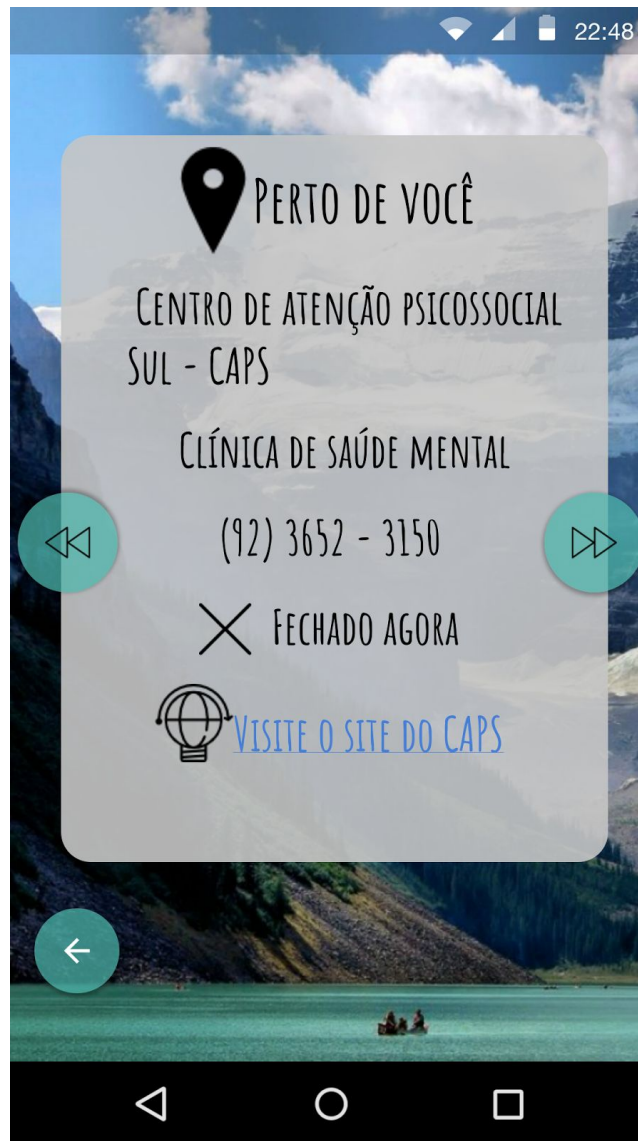 22:48
Perto de você
Centro de atenção psicossocial
Sul - CAPS
Clínica de saúde mental
(92) 3652 - 3150
Fechado agora
Visite o site do CAPS